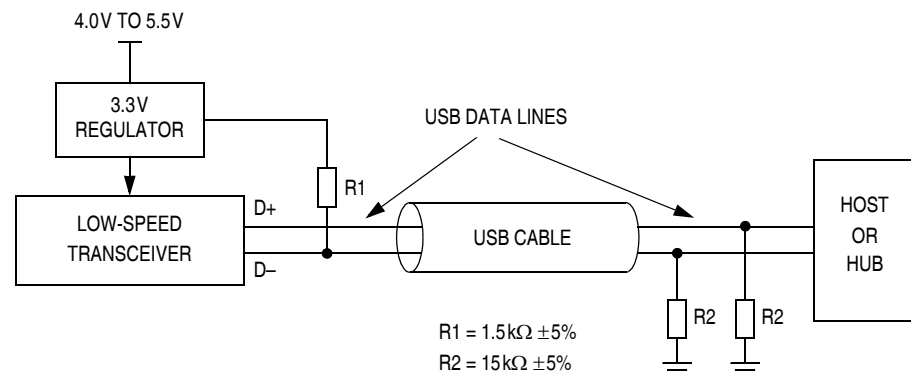 4.0V TO 5.5V
3.3V
REGULATOR
USB DATA LINES
R1
D+
LOW-SPEED
TRANSCEIVER
D–
USB CABLE
HOST
OR
HUB
R2
R2
R1 = 1.5kΩ ±5%
R2 = 15kΩ ±5%